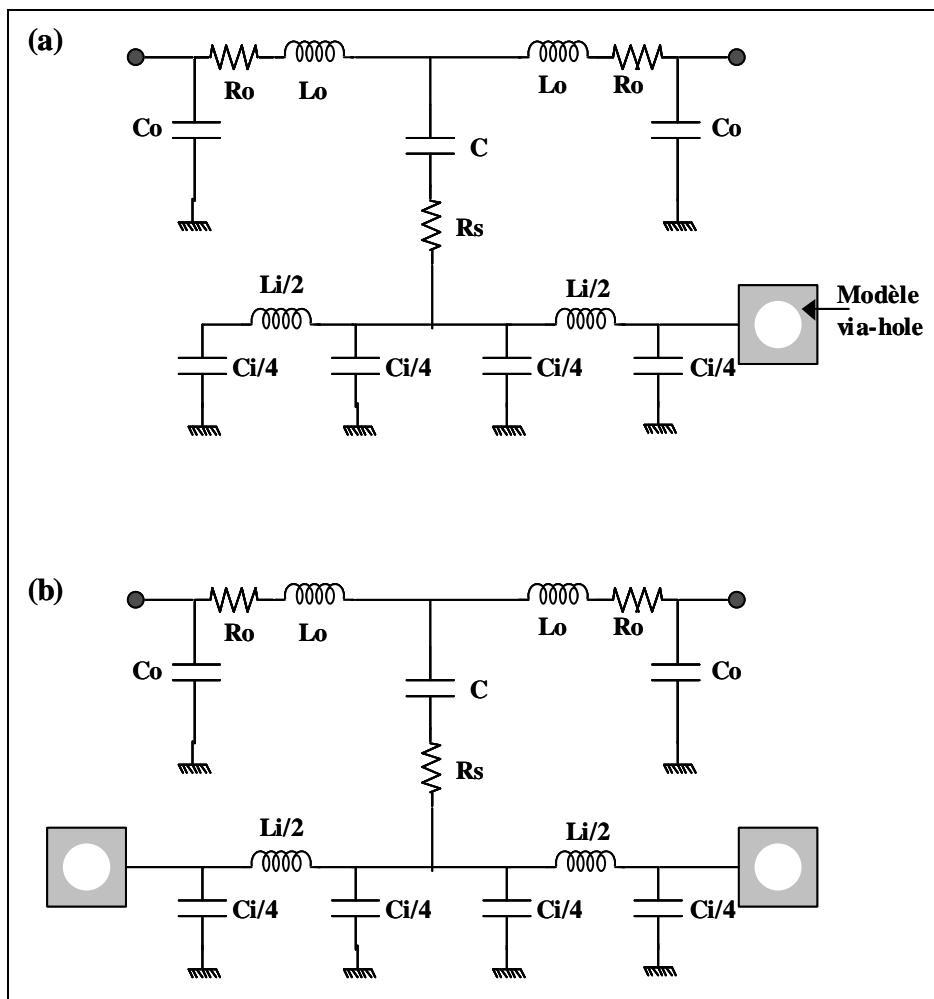 (a)
Ro
Lo
Lo
Ro
Co
C
Co
Rs
Li/2
Li/2
Modèle
via-hole
Ci/4
Ci/4
Ci/4
Ci/4
(b)
Ro
Lo
Lo
Ro
Co
C
Co
Rs
Li/2
Li/2
Ci/4
Ci/4
Ci/4
Ci/4